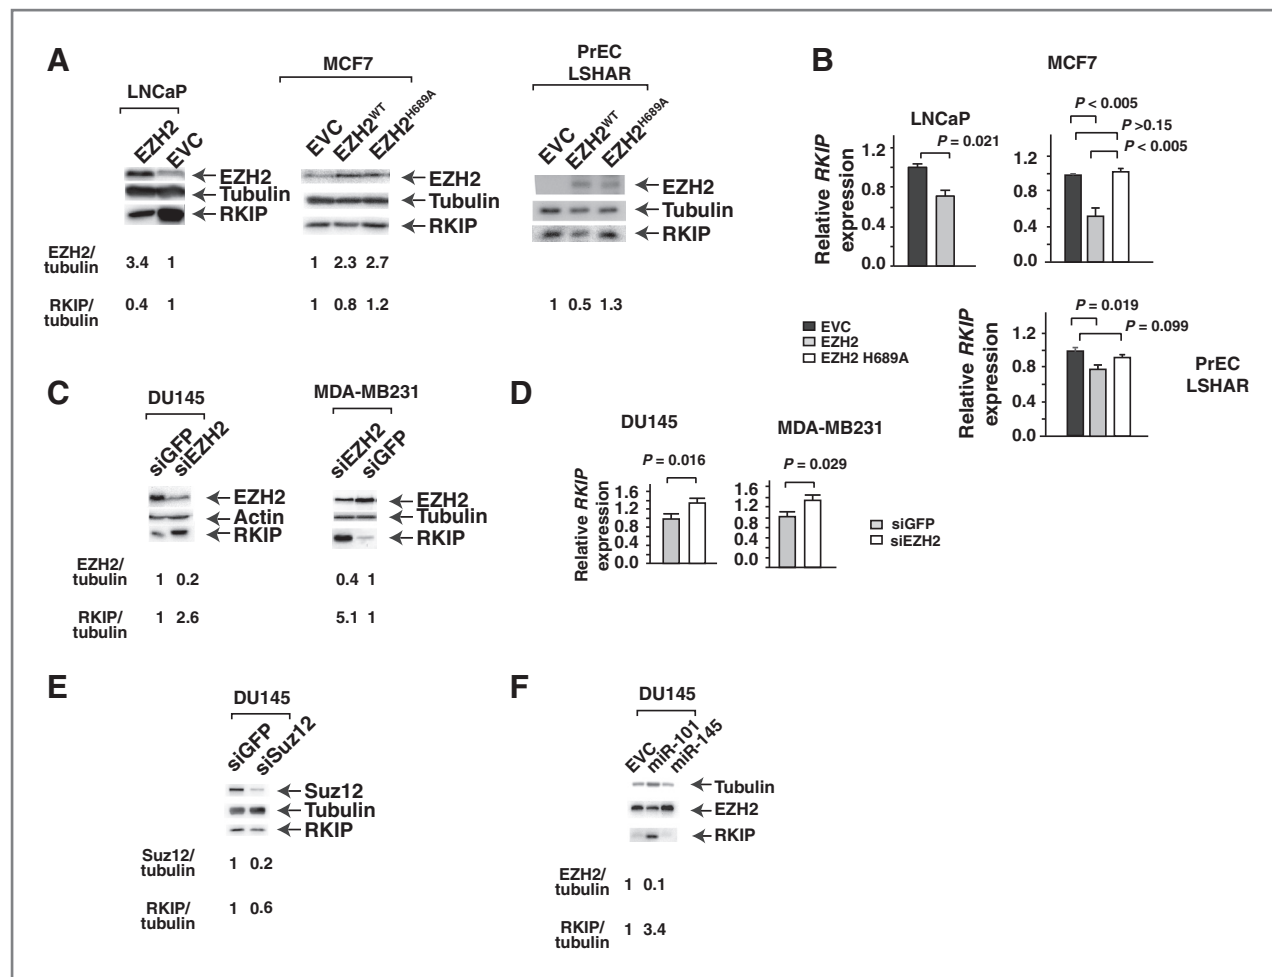 A
LNCaP
EZH2
EVC
EZH2
Tubulin
RKIP
MCF7
EVC
EZH2WT
EZH2H689A
EZH2
Tubulin
RKIP
PrEC
LSHAR
EVC
EZH2WT
EZH2H689A
EZH2
Tubulin
RKIP
EZH2/
tubulin
3.4 1
1 2.3 2.7
RKIP/
tubulin
0.4 1
1 0.8 1.2
1 0.5 1.3
B
LNCaP
P = 0.021
Relative RKIP
expression
1.2
0.8
0.4
0.0
MCF7
P < 0.005
P >0.15
P < 0.005
1.2
0.8
0.4
0.0
EVC
EZH2
EZH2 H689A
P = 0.019
P = 0.099
Relative RKIP
expression
1.2
0.8
0.4
0.0
PrEC
LSHAR
C
DU145
siGFP
siEZH2
EZH2
Actin
RKIP
MDA-MB231
siEZH2
siGFP
EZH2
Tubulin
RKIP
EZH2/
tubulin
1 0.2
0.4 1
RKIP/
tubulin
1 2.6
5.1 1
D
DU145
P = 0.016
Relative RKIP
expression
1.6
1.2
0.8
0.4
0.0
MDA-MB231
P = 0.029
1.6
1.2
0.8
0.4
0.0
siGFP
siEZH2
E
DU145
siGFP
siSuz12
Suz12
Tubulin
RKIP
Suz12/
tubulin
1 0.2
RKIP/
tubulin
1 0.6
F
DU145
EVC
miR-101
miR-145
Tubulin
EZH2
RKIP
EZH2/
tubulin
1 0.1
RKIP/
tubulin
1 3.4